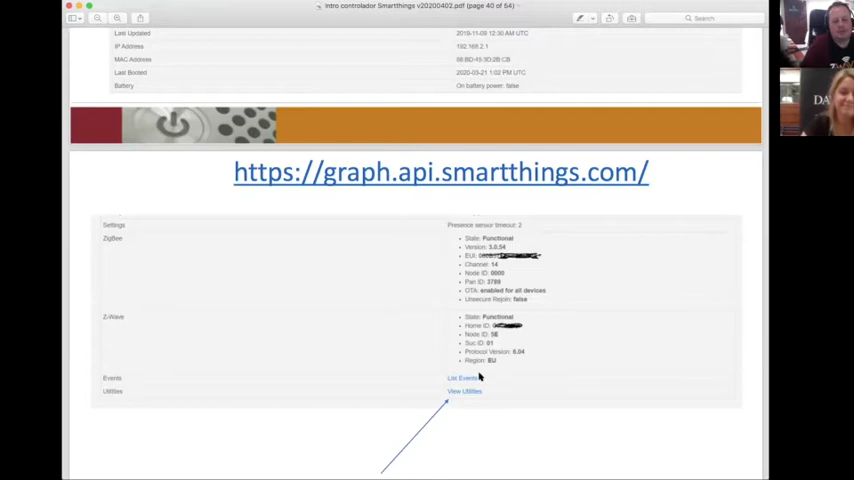 Intro controlador Smartthings v20200402.pdf (page 40 of 54)
Search
Last Updated
2019-11-09 12:30 AM UTC
IP Address
192.168.2.1
MAC Address
Last Booted
2020-03-21 1:02 PM UTC
Battery
On battery power: false
https://graph.api.smartthings.com/
Settings
Presence sensor timeout: 2
ZigBee
State: Functional
Version: 3.0.54
EUI:
Channel: 14
Node ID: 0000
Pan ID: 3789
OTA: enabled for all devices
Unsecure Rejoin: false
Z-Wave
State: Functional
Home ID:
Node ID: 5E
Suc ID: 01
Protocol Version: 6.04
Region: EU
Events
List Events
Utilities
View Utilities